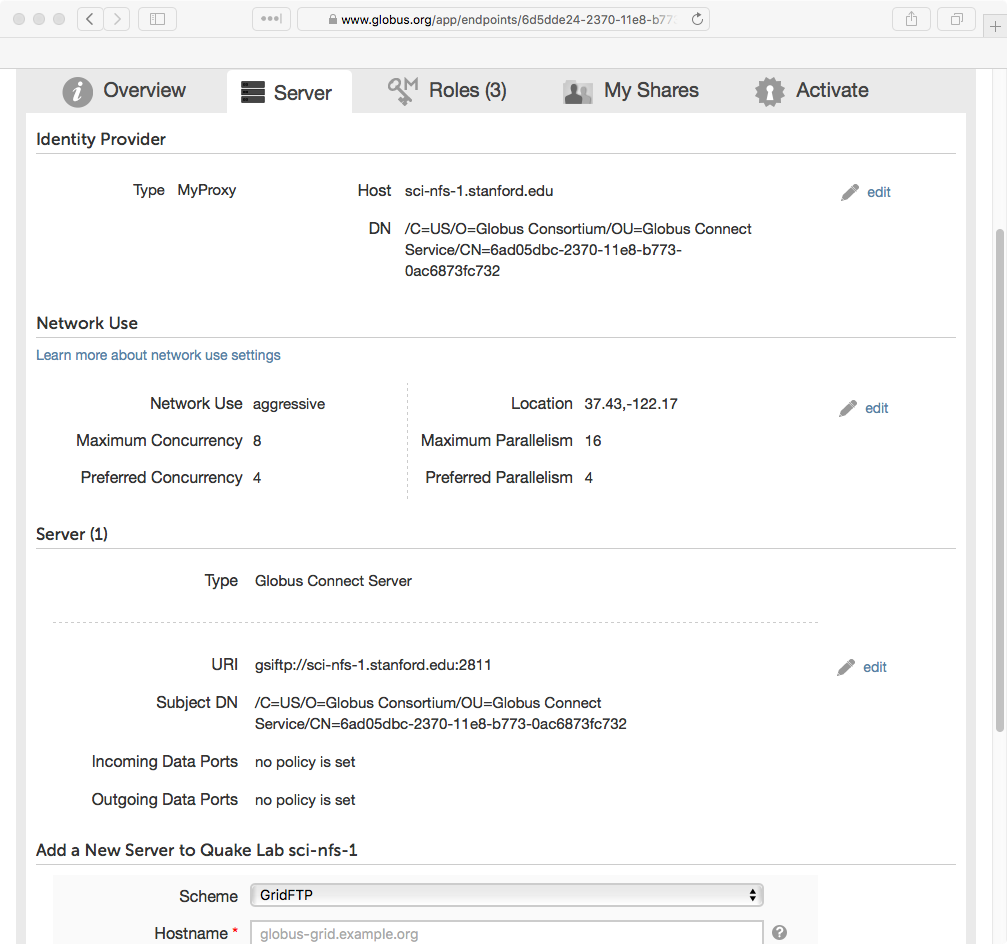 www.globus.org/app/endpoints/6d5dde24-2370-11e8-b77
Overview
Server
Roles (3)
My Shares
Activate
Identity Provider
Type MyProxy
Host sci-nfs-1.stanford.edu
edit
DN /C=US/O=Globus Consortium/OU=Globus Connect
Service/CN=6ad05dbc-2370-11e8-b773-
0ac6873fc732
Network Use
Learn more about network use settings
Network Use aggressive
Location 37.43,-122.17
edit
Maximum Concurrency 8
Maximum Parallelism 16
Preferred Concurrency 4
Preferred Parallelism 4
Server (1)
Type Globus Connect Server
URI gsiftp://sci-nfs-1.stanford.edu:2811
edit
Subject DN /C=US/O=Globus Consortium/OU=Globus Connect
Service/CN=6ad05dbc-2370-11e8-b773-0ac6873fc732
Incoming Data Ports no policy is set
Outgoing Data Ports no policy is set
Add a New Server to Quake Lab sci-nfs-1
Scheme GridFTP
Hostname * globus-grid.example.org ?